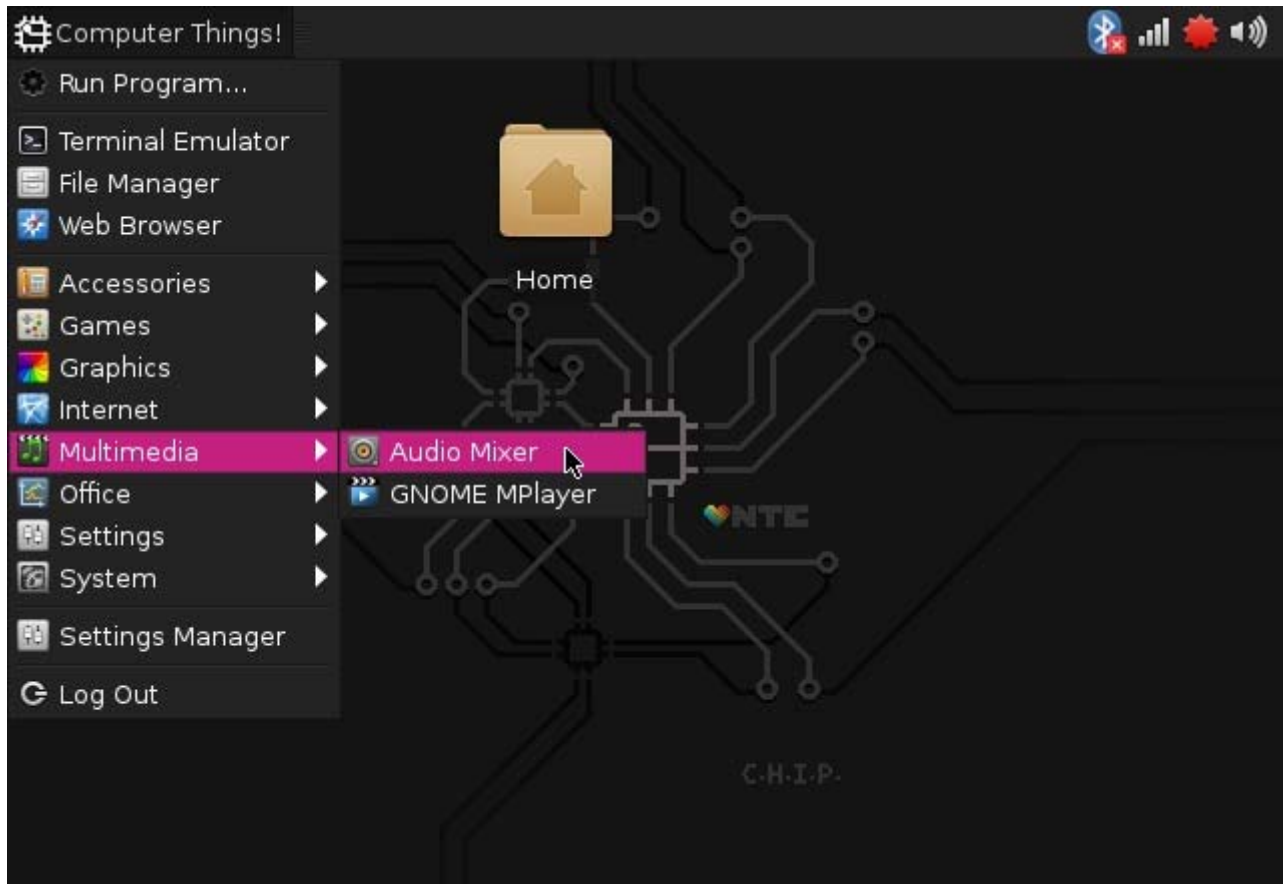 Computer Things!
Run Program...
Terminal Emulator
File Manager
Web Browser
Accessories
Games
Graphics
Internet
Multimedia
Office
Settings
System
Settings Manager
Log Out
Audio Mixer
GNOME MPlayer
Home
NTC
C.H.I.P.